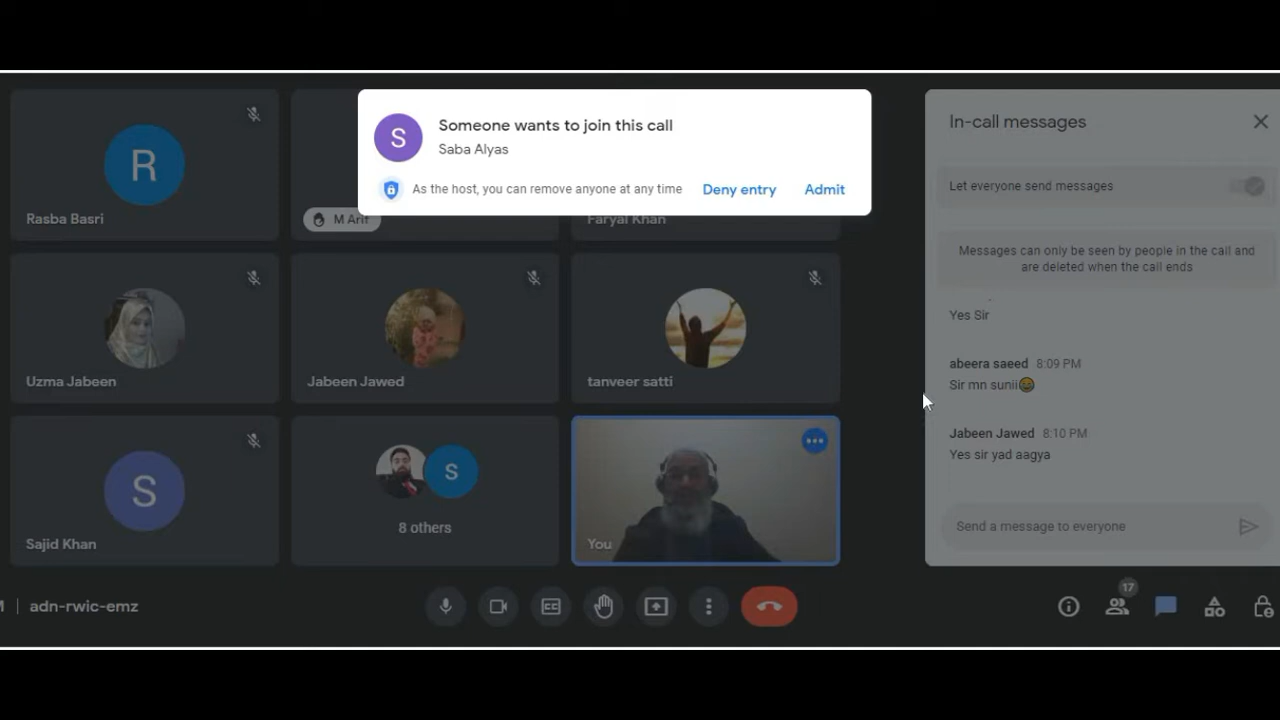 Someone wants to join this call
S
Saba Alyas
As the host, you can remove anyone at any time
Deny entry
Admit
R
Rasba Basri
M Arif
Faryal Khan
Uzma Jabeen
Jabeen Jawed
tanveer satti
S
Sajid Khan
S
8 others
You
In-call messages
Let everyone send messages
Messages can only be seen by people in the call and
are deleted when the call ends
Yes Sir
abeera saeed 8:09 PM
Sir mn sunii😂
Jabeen Jawed 8:10 PM
Yes sir yad aagya
Send a message to everyone
M | adn-rwic-emz
CC
17